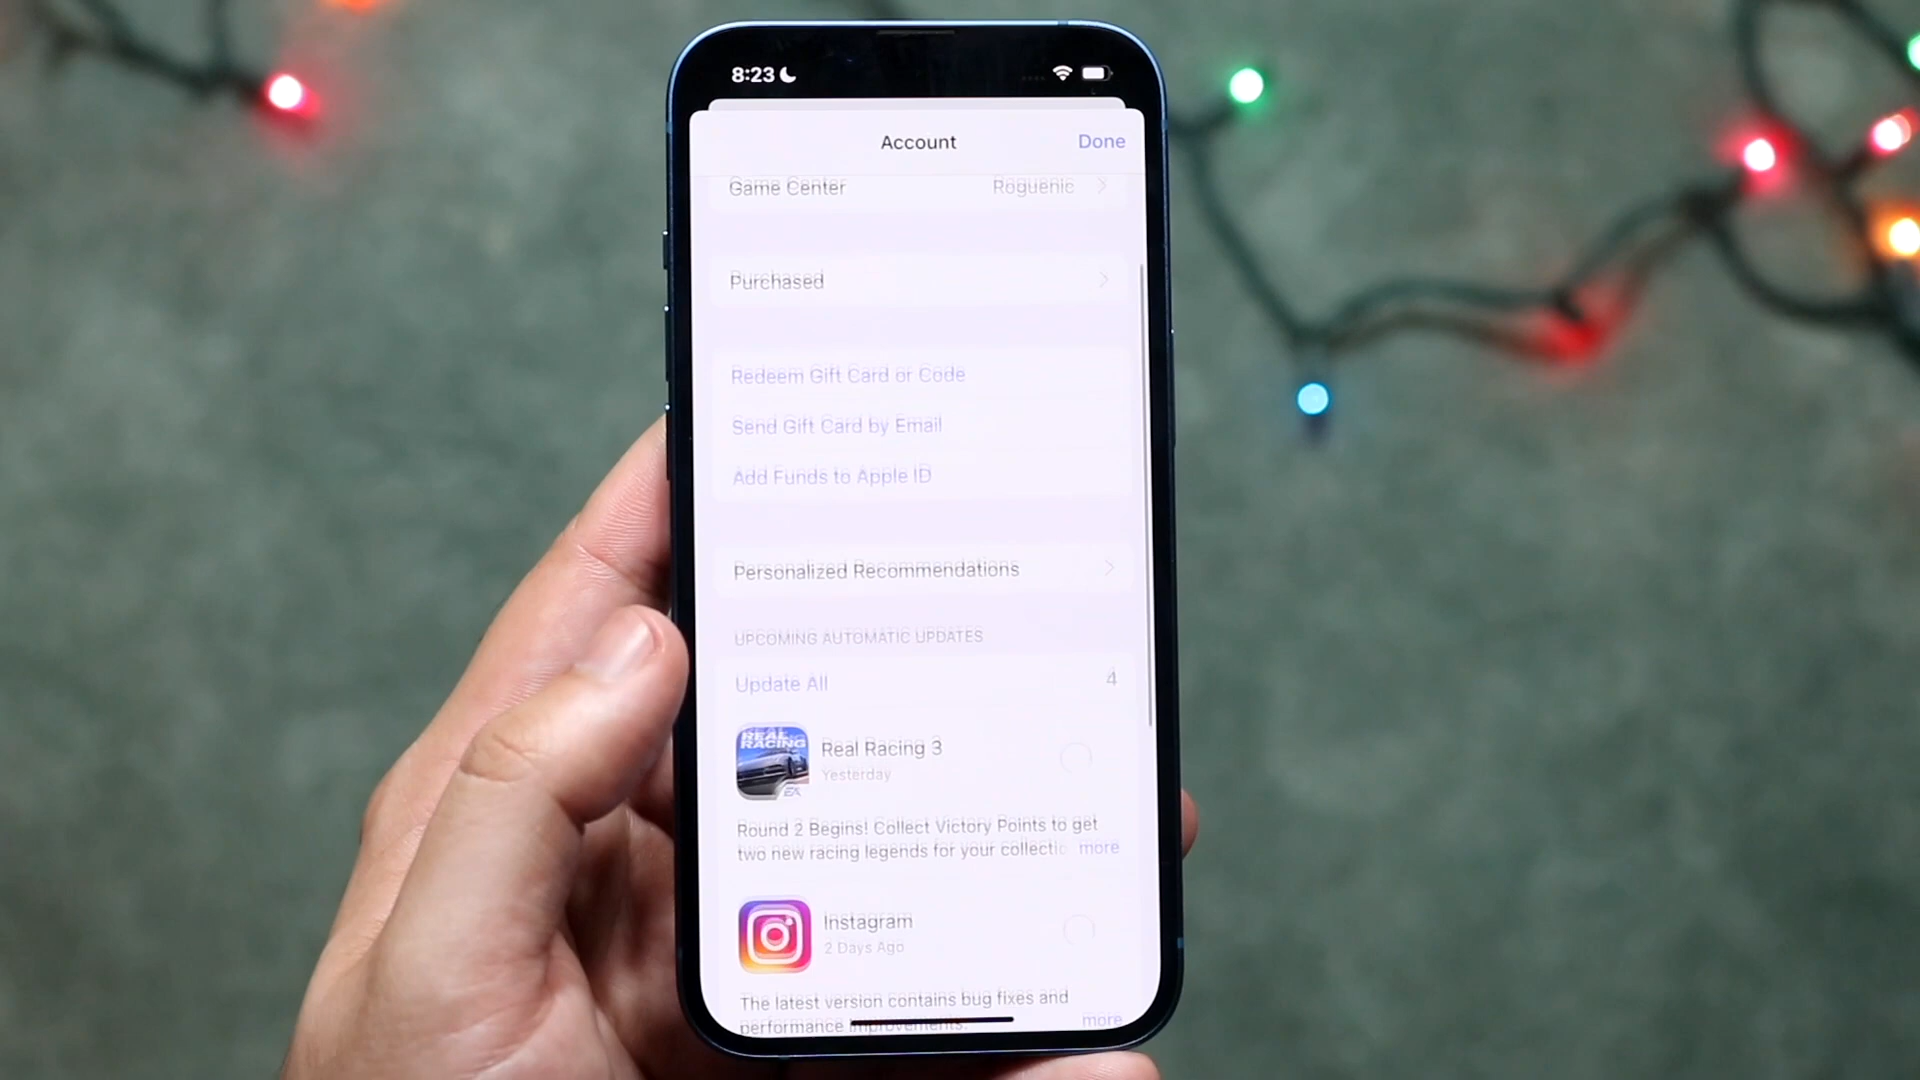 8:23
Account
Done
Game Center
Roguenic
Purchased
Redeem Gift Card or Code
Send Gift Card by Email
Add Funds to Apple ID
Personalized Recommendations
UPCOMING AUTOMATIC UPDATES
Update All
4
REAL
RACING
EA
Real Racing 3
Yesterday
Round 2 Begins! Collect Victory Points to get
two new racing legends for your collectic more
Instagram
2 Days Ago
The latest version contains bug fixes and
performance improvements. more